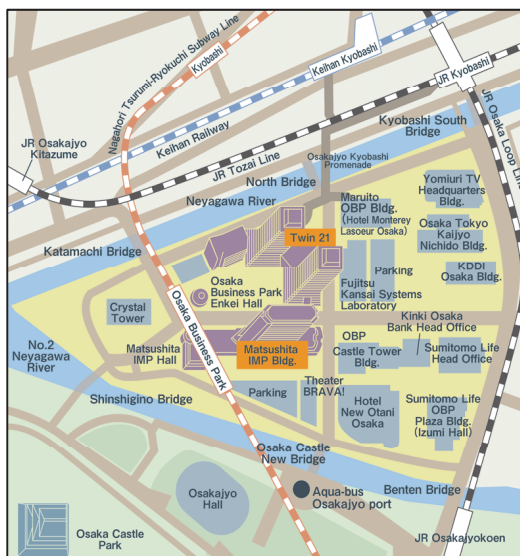 Nagahori Tsurumi-Ryokuchi Subway Line
Kyobashi
Keihan Kyobashi
JR Kyobashi
JR Osaka Loop Line
JR Osakajyo
Kitazume
Keihan Railway
JR Tozai Line
Kyobashi South
Bridge
Osakajyo Kyobashi
Promenade
North Bridge
Neyagawa River
Katamachi Bridge
Maruito
OBP Bldg.
(Hotel Monterey
Lasoeur Osaka)
Yomiuri TV
Headquarters
Bldg.
Osaka Tokyo
Kaijyo
Nichido Bldg.
KDDI
Osaka Bldg.
Twin 21
Parking
Fujitsu
Kansai Systems
Laboratory
Osaka
Business Park
Enkei Hall
Crystal
Tower
Osaka Business Park
Kinki Osaka
Bank Head Office
Matsushita
IMP Hall
Matsushita
IMP Bldg.
OBP
Castle Tower
Bldg.
Sumitomo Life
Head Office
No.2
Neyagawa
River
Shinshigino Bridge
Parking
Theater
BRAVA!
Hotel
New Otani
Osaka
Sumitomo Life
OBP
Plaza Bldg.
(Izumi Hall)
Osaka Castle
New Bridge
Benten Bridge
Osakajyo
Hall
Aqua-bus
Osakajyo port
Osaka Castle
Park
JR Osakajyokoen